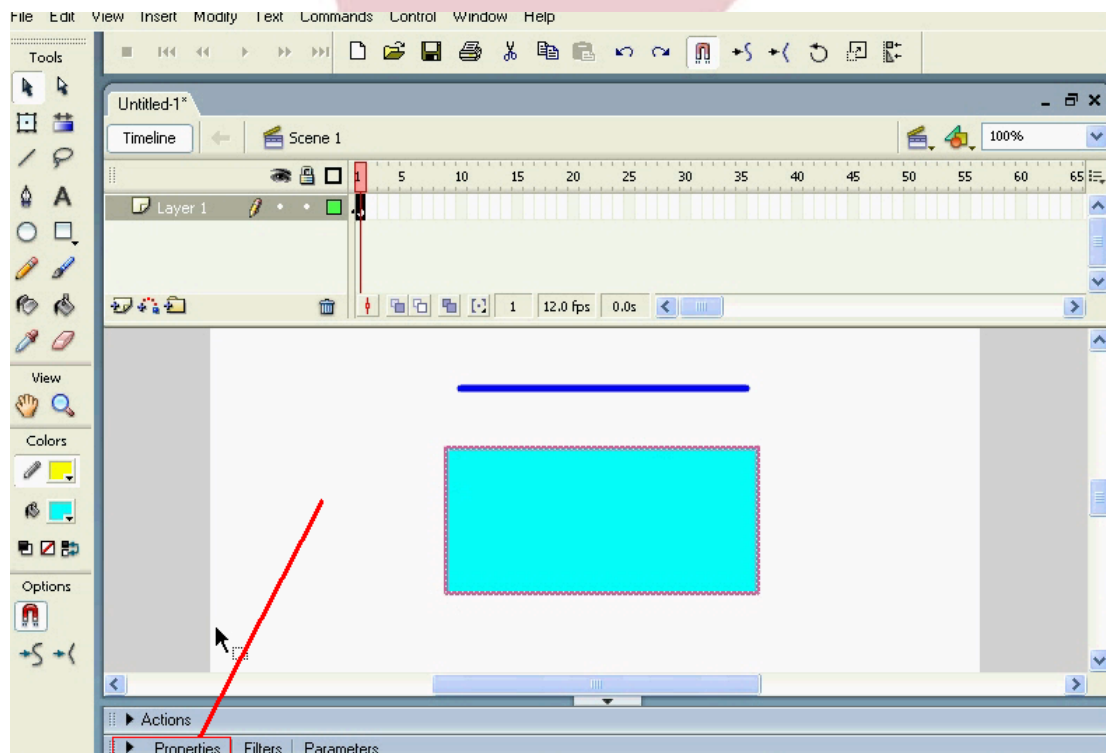 File Edit View Insert Modify Text Commands Control Window Help
Tools
Untitled-1*
Timeline Scene 1 100%
1 5 10 15 20 25 30 35 40 45 50 55 60 65
Layer 1
1 12.0 fps 0.0s
View
Colors
Options
Actions
Properties Filters Parameters